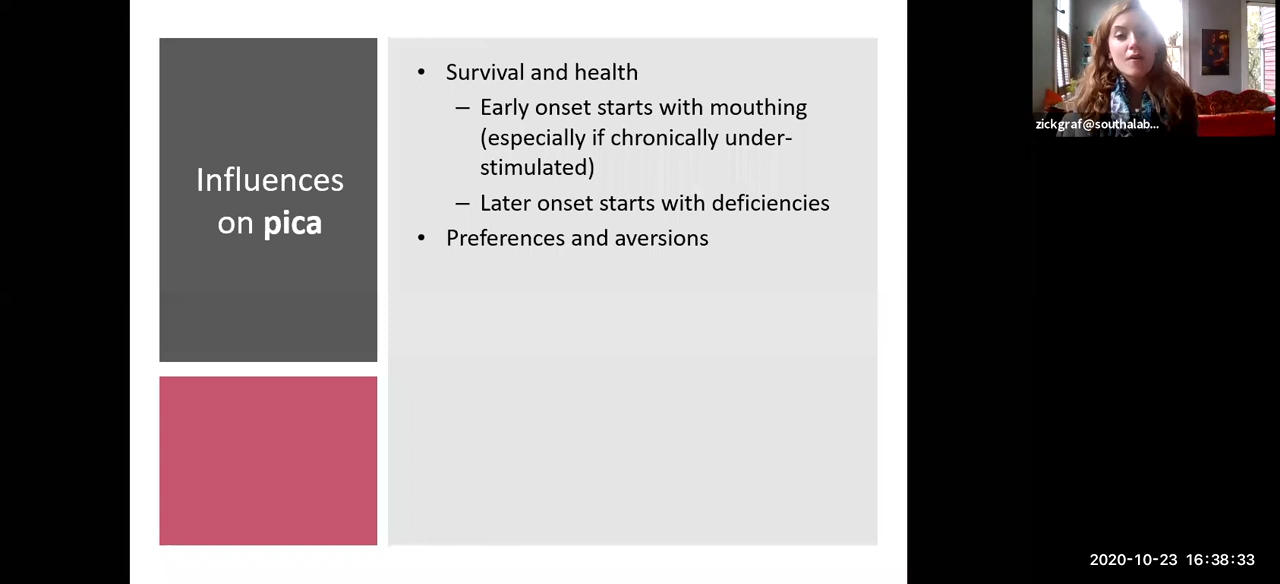 Influences
on pica
• Survival and health
– Early onset starts with mouthing
(especially if chronically under-
stimulated)
– Later onset starts with deficiencies
• Preferences and aversions
zickgraf@southalab...
2020-10-23 16:38:33